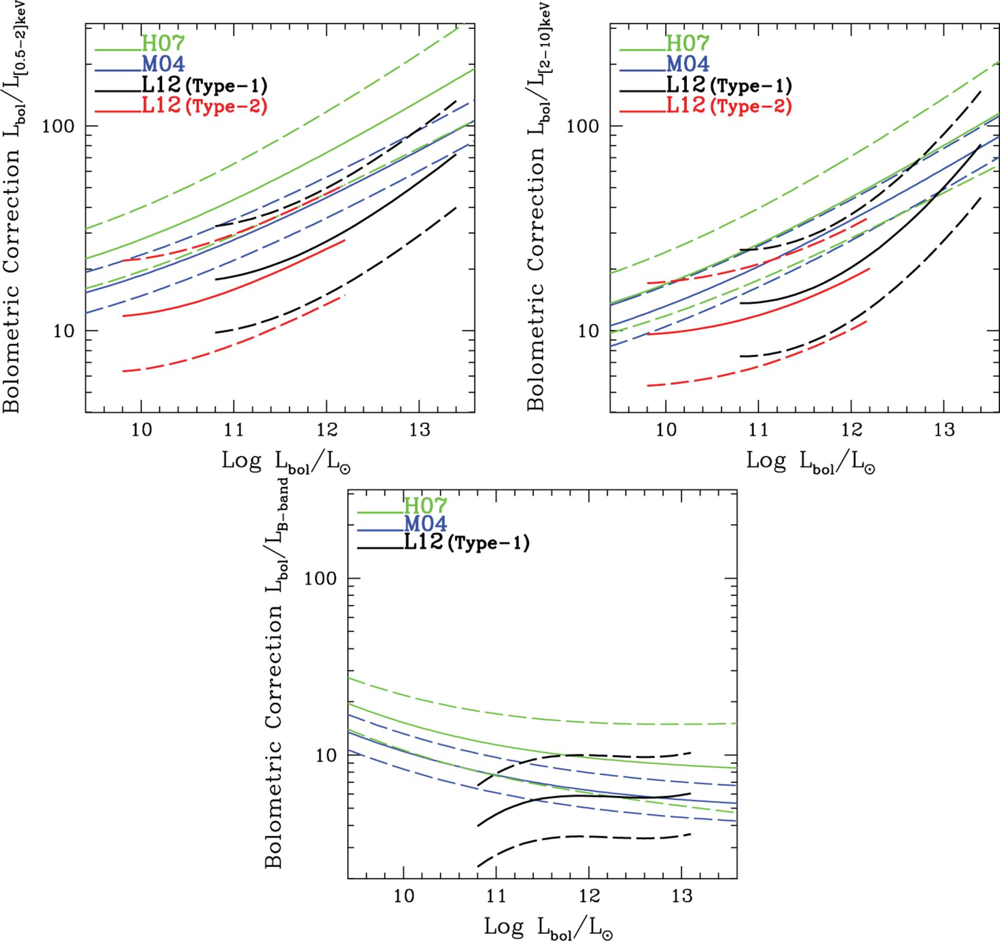 Bolometric Correction L_bol/L_[0.5-2]keV
H07
M04
L12 (Type-1)
L12 (Type-2)
100
10
10 11 12 13
Log L_bol/L_⊙
Bolometric Correction L_bol/L_[2-10]keV
H07
M04
L12 (Type-1)
L12 (Type-2)
100
10
10 11 12 13
Log L_bol/L_⊙
Bolometric Correction L_bol/L_B-band
H07
M04
L12 (Type-1)
100
10
10 11 12 13
Log L_bol/L_⊙